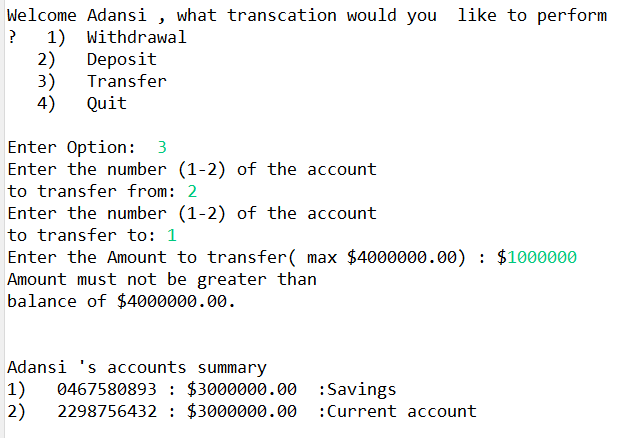 Welcome Adansi , what transcation would you  like to perform
?   1)  Withdrawal
   2)   Deposit
   3)   Transfer
   4)   Quit
Enter Option:  3
Enter the number (1-2) of the account
to transfer from: 2
Enter the number (1-2) of the account
to transfer to: 1
Enter the Amount to transfer( max $4000000.00) : $1000000
Amount must not be greater than
balance of $4000000.00.
Adansi 's accounts summary
1)   0467580893 : $3000000.00  :Savings
2)   2298756432 : $3000000.00  :Current account